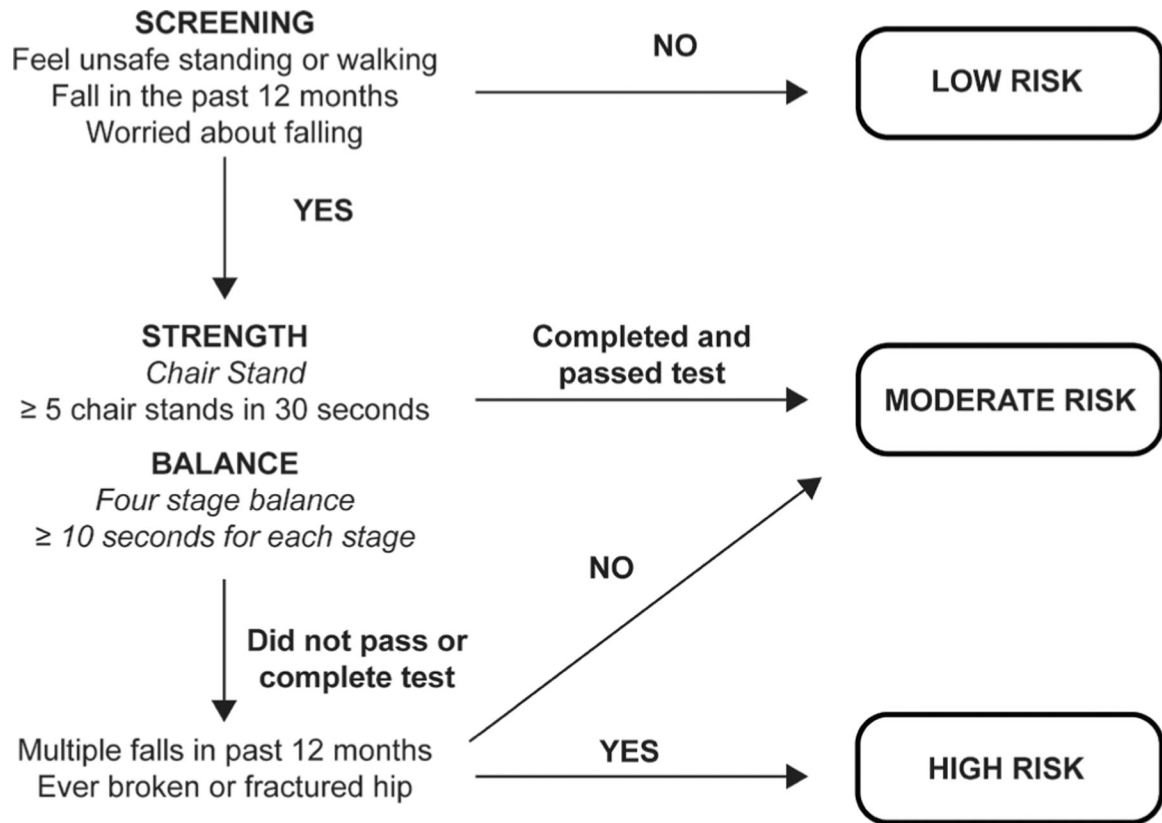 SCREENING
Feel unsafe standing or walking
Fall in the past 12 months
Worried about falling
NO
LOW RISK
YES
STRENGTH
Chair Stand
≥ 5 chair stands in 30 seconds
Completed and
passed test
MODERATE RISK
BALANCE
Four stage balance
≥ 10 seconds for each stage
NO
Did not pass or
complete test
Multiple falls in past 12 months
Ever broken or fractured hip
YES
HIGH RISK